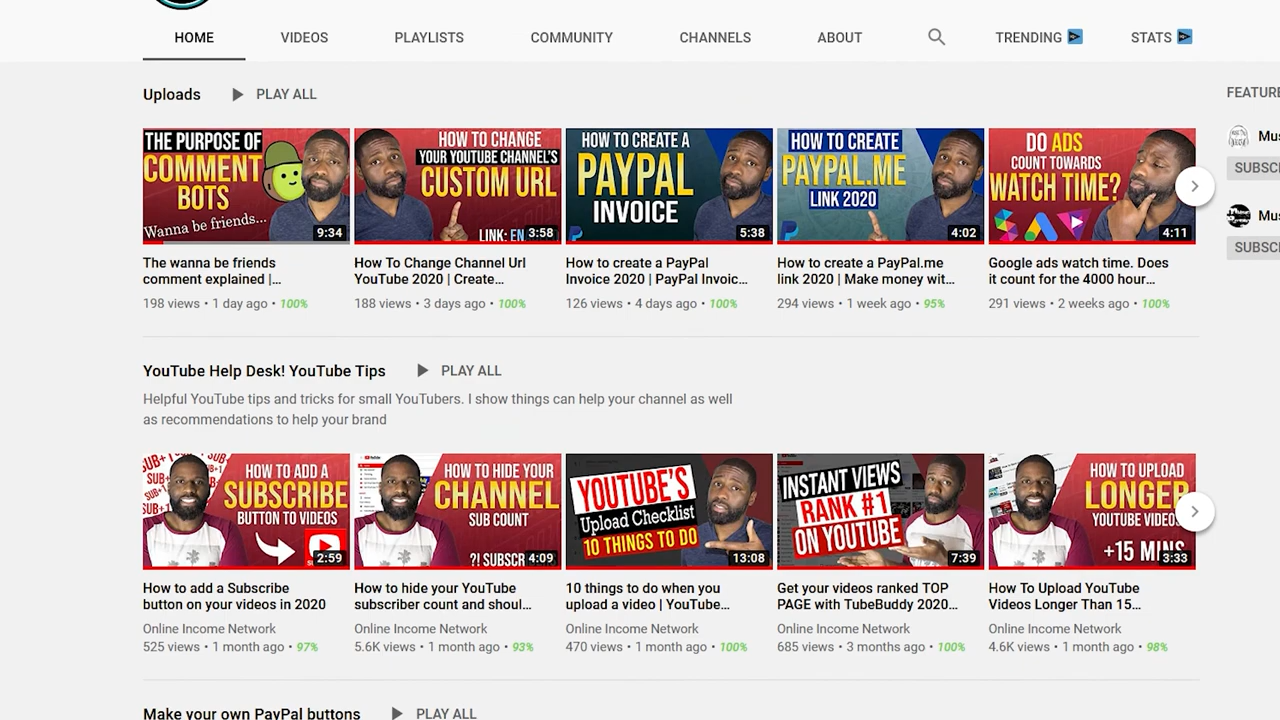 HOME VIDEOS PLAYLISTS COMMUNITY CHANNELS ABOUT TRENDING STATS
Uploads PLAY ALL
FEATURE
Mus
SUBSC
Mus
SUBSC
THE PURPOSE OF
COMMENT
BOTS
Wanna be friends...
9:34
HOW TO CHANGE
YOUR YOUTUBE CHANNEL'S
CUSTOM URL
LINK: EN
3:58
HOW TO CREATE A
PAYPAL
INVOICE
5:38
HOW TO CREATE
PAYPAL.ME
LINK 2020
4:02
DO ADS
COUNT TOWARDS
WATCH TIME?
4:11
The wanna be friends
comment explained |...
198 views • 1 day ago • 100%
How To Change Channel Url
YouTube 2020 | Create...
188 views • 3 days ago • 100%
How to create a PayPal
Invoice 2020 | PayPal Invoic...
126 views • 4 days ago • 100%
How to create a PayPal.me
link 2020 | Make money wit...
294 views • 1 week ago • 95%
Google ads watch time. Does
it count for the 4000 hour...
291 views • 2 weeks ago • 100%
YouTube Help Desk! YouTube Tips PLAY ALL
Helpful YouTube tips and tricks for small YouTubers. I show things can help your channel as well
as recommendations to help your brand
SUB+1
HOW TO ADD A
SUBSCRIBE
BUTTON TO VIDEOS
2:59
HOW TO HIDE YOUR
CHANNEL
SUB COUNT
?! SUBSCR
4:09
YOUTUBE'S
Upload Checklist
10 THINGS TO DO
13:08
INSTANT VIEWS
RANK #1
ON YOUTUBE
7:39
HOW TO UPLOAD
LONGER
YOUTUBE VIDEOS
+15 MINS
3:33
How to add a Subscribe
button on your videos in 2020
Online Income Network
525 views • 1 month ago • 97%
How to hide your YouTube
subscriber count and shoul...
Online Income Network
5.6K views • 1 month ago • 93%
10 things to do when you
upload a video | YouTube...
Online Income Network
470 views • 1 month ago • 100%
Get your videos ranked TOP
PAGE with TubeBuddy 2020...
Online Income Network
685 views • 3 months ago • 100%
How To Upload YouTube
Videos Longer Than 15...
Online Income Network
4.6K views • 1 month ago • 98%
Make your own PayPal buttons PLAY ALL